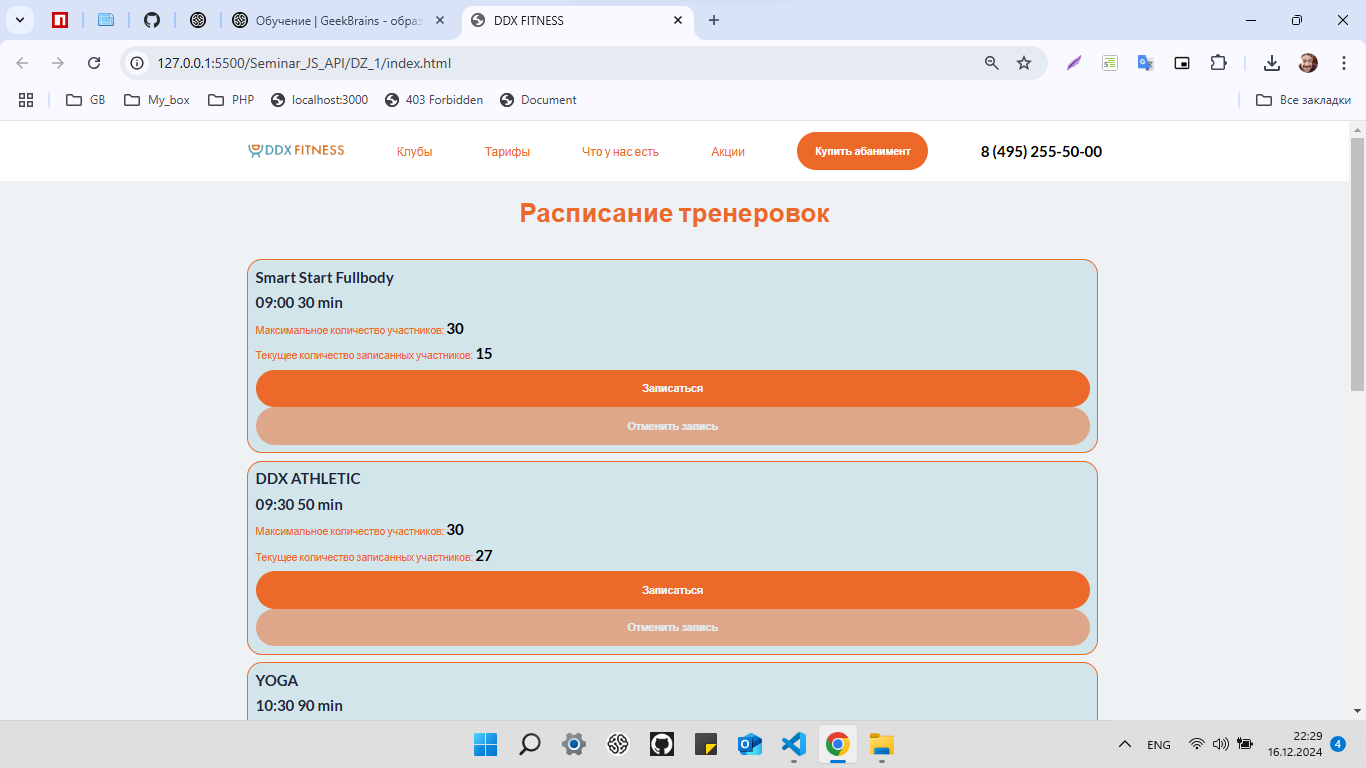 Обучение | GeekBrains - образ
DDX FITNESS
127.0.0.1:5500/Seminar_JS_API/DZ_1/index.html
GB My_box PHP localhost:3000 403 Forbidden Document Все закладки
DDX FITNESS Клубы Тарифы Что у нас есть Акции Купить абанимент 8 (495) 255-50-00
Расписание тренеровок
Smart Start Fullbody
09:00 30 min
Максимальное количество участников: 30
Текущее количество записанных участников: 15
Записаться
Отменить запись
DDX ATHLETIC
09:30 50 min
Максимальное количество участников: 30
Текущее количество записанных участников: 27
Записаться
Отменить запись
YOGA
10:30 90 min
ENG
22:29
16.12.2024
4